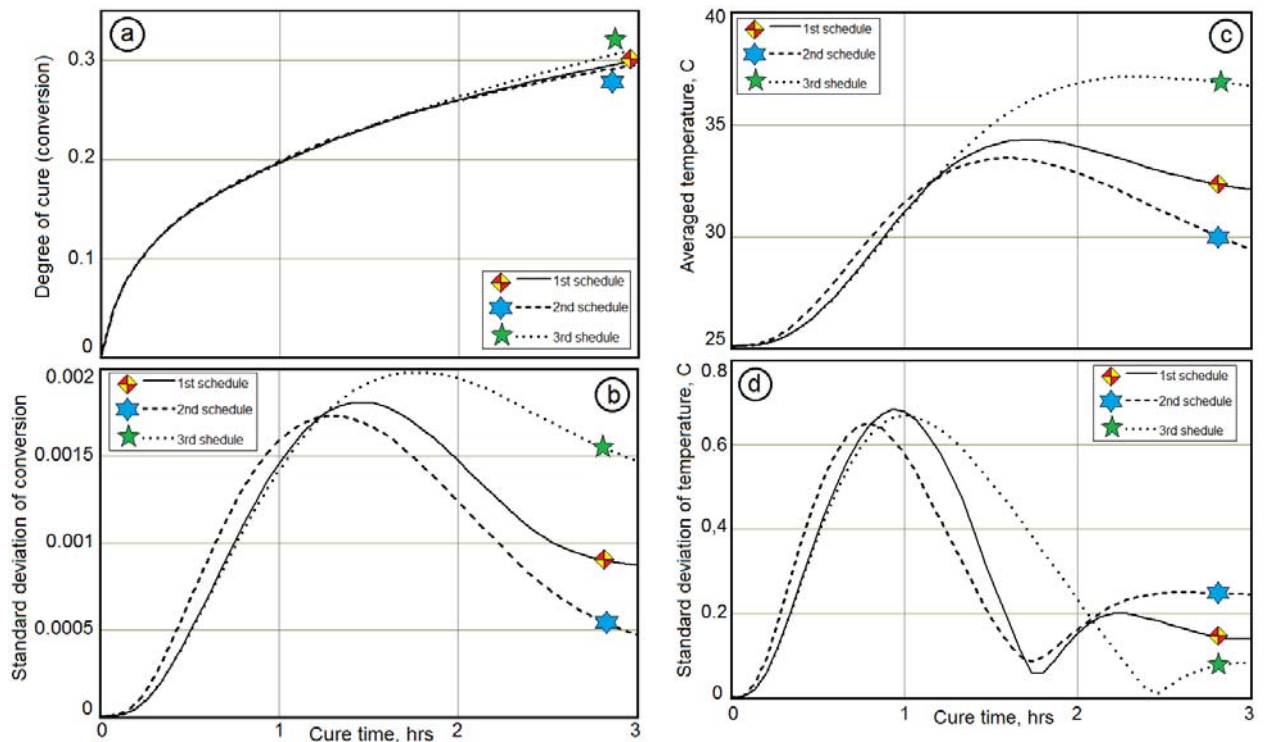 a
Degree of cure (conversion)
0.3
0.2
0.1
0
1
2
3
1st schedule
2nd schedule
3rd shedule
c
Averaged temperature, C
40
35
30
25
1st schedule
2nd schedule
3rd shedule
b
Standard deviation of conversion
0.002
0.0015
0.001
0.0005
0
1st schedule
2nd schedule
3rd shedule
0
1
2
3
Cure time, hrs
d
Standard deviation of temperature, C
0.8
0.6
0,4
0.2
0
1st schedule
2nd schedule
3rd shedule
0
1
2
3
Cure time, hrs